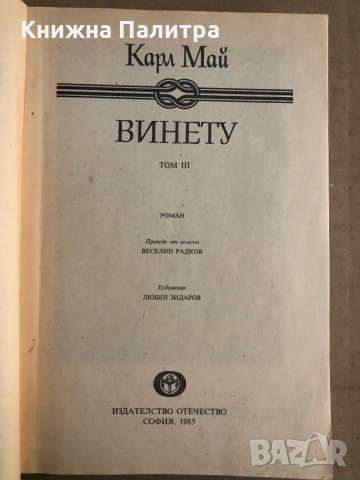 Книжна Палитра
Карл Май
ВИНЕТУ
ТОМ III
РОМАН
Преведе от немски
ВЕСЕЛИН РАДКОВ
Художник
ЛЮБЕН ЗИДАРОВ
ИЗДАТЕЛСТВО ОТЕЧЕСТВО
СОФИЯ, 1985
BAZAR